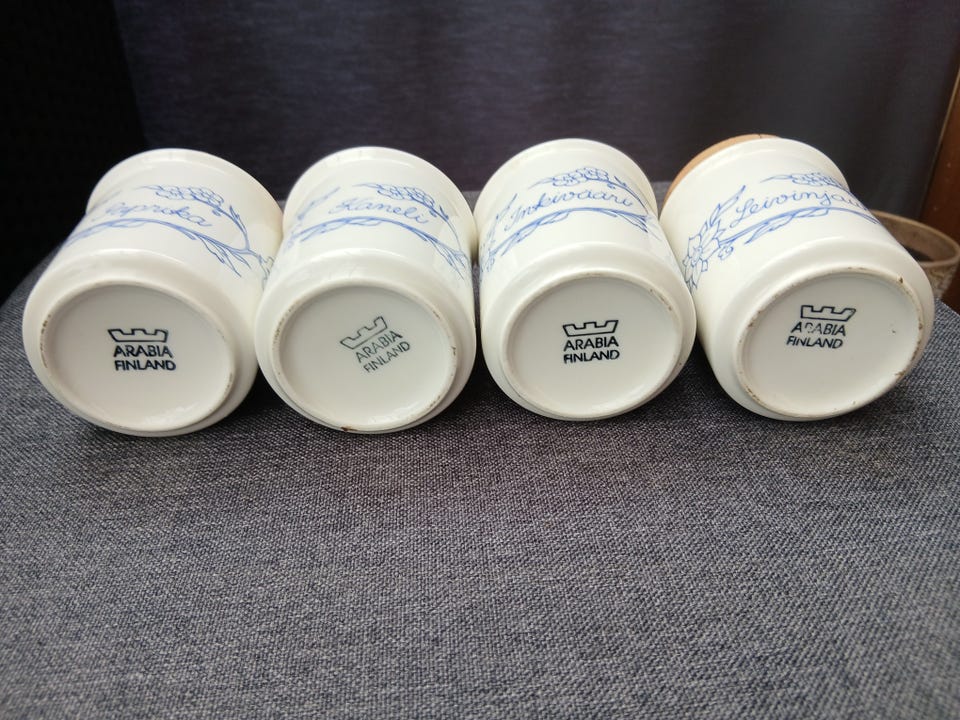 Paprika
Kaneli
Inkivääri
Leivinjau
ARABIA
FINLAND
ARABIA
FINLAND
ARABIA
FINLAND
ARABIA
FINLAND